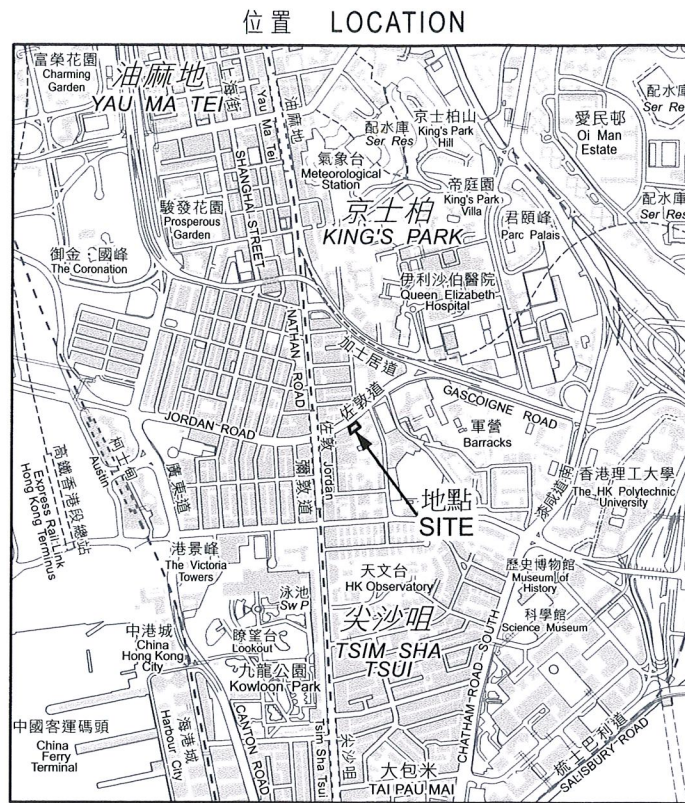 位置 LOCATION
富榮花園
Charming
Garden
油麻地
YAU MA TEI
上海街
SHANGHAI STREET
Yau Ma Tei
油麻地
配水庫
Ser Res
京士柏山
King's Park
Hill
愛民邨
Oi Man
Estate
配水庫
Ser Res
氣象台
Meteorological
Station
帝庭園
King's Park
Villa
駿發花園
Prosperous
Garden
京士柏
KING'S PARK
君頤峰
Parc Palais
配水庫
Ser Res
御金‧國峰
The Coronation
伊利沙伯醫院
Queen Elizabeth
Hospital
NATHAN ROAD
加士居道
GASCOIGNE ROAD
JORDAN ROAD
佐敦道
佐敦
Jordan
軍營
Barracks
柯士甸
Austin
高鐵香港段總站
Express Rail Link
Hong Kong Terminus
廣東道
彌敦道
地點
SITE
漆咸道南
香港理工大學
The HK Polytechnic
University
港景峰
The Victoria
Towers
天文台
HK Observatory
歷史博物館
Museum of
History
泳池
Sw P
科學館
Science Museum
中港城
China
Hong Kong
City
瞭望台
Lookout
尖沙咀
TSIM SHA
TSUI
九龍公園
Kowloon Park
CHATHAM ROAD SOUTH
中國客運碼頭
China
Ferry
Terminal
海港城
Harbour City
CANTON ROAD
Tsim Sha Tsui
尖沙咀
大包米
TAI PAU MAI
梳士巴利道
SALISBURY ROAD